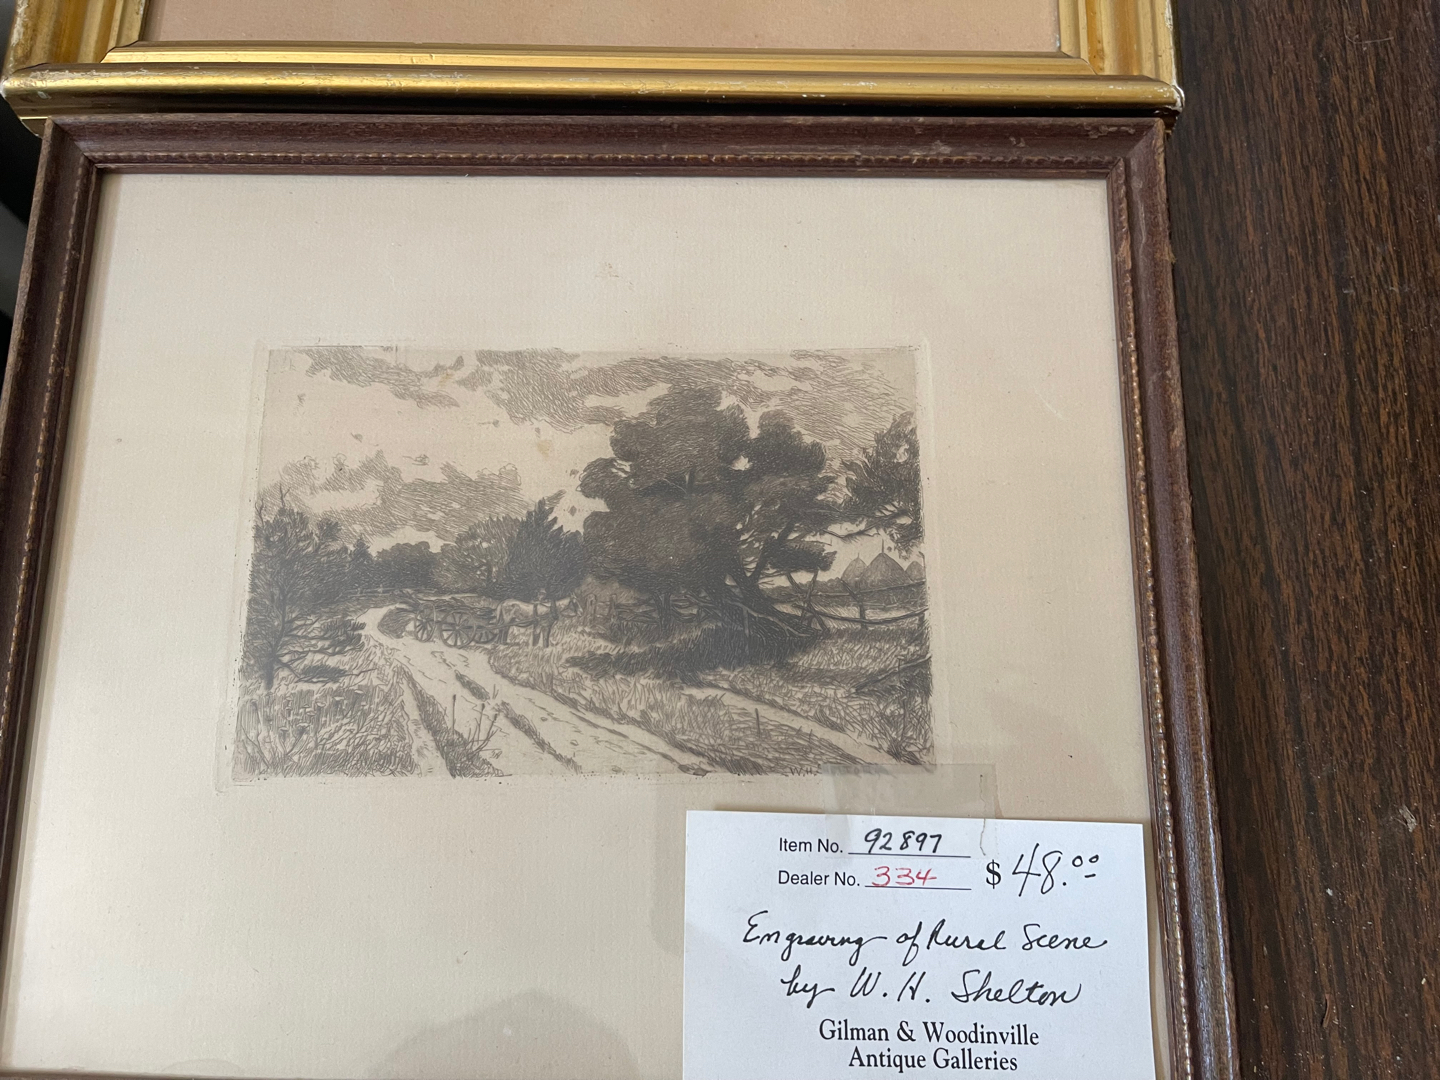 W.H.
Item No. 92897
Dealer No. 334 $48.00
Engraving of Rural Scene
by W. H. Shelton
Gilman & Woodinville
Antique Galleries